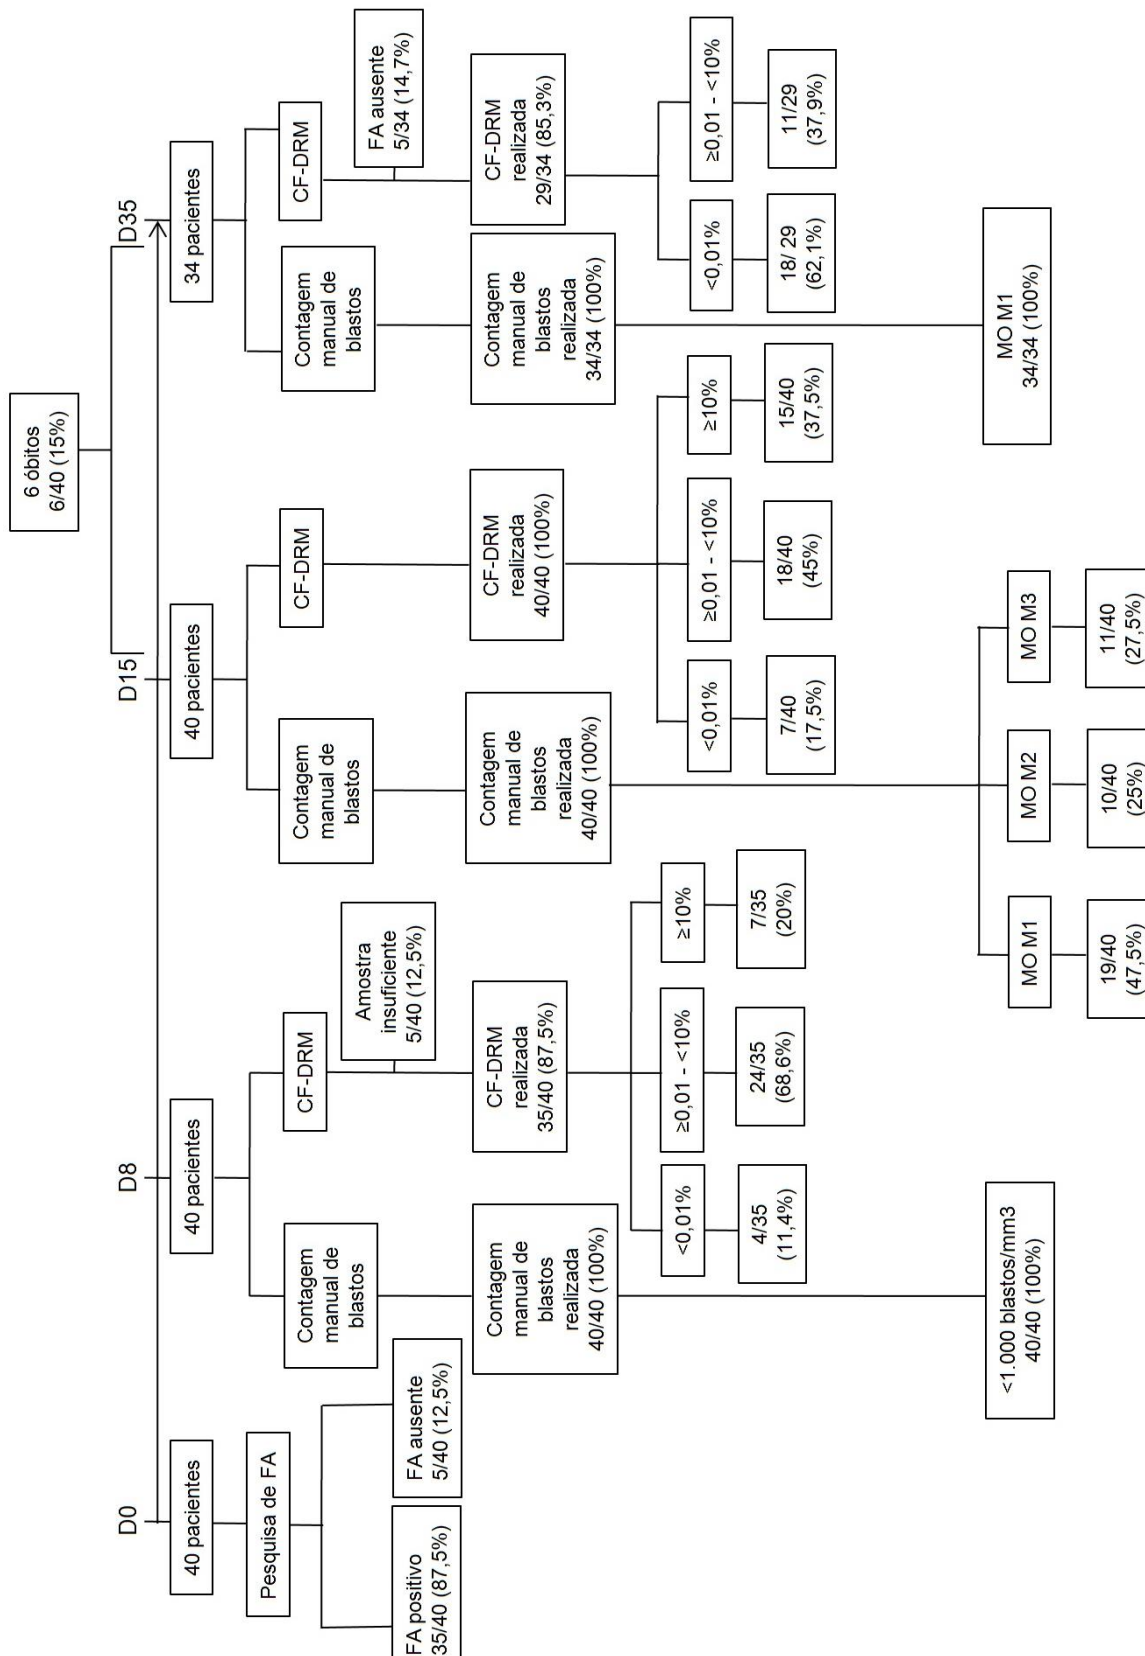 6 óbitos
6/40 (15%)
D0
D8
D15
D35
40 pacientes
40 pacientes
40 pacientes
34 pacientes
Pesquisa de FA
FA positivo
35/40 (87,5%)
FA ausente
5/40 (12,5%)
Contagem
manual de
blastos
CF-DRM
Amostra
insuficiente
5/40 (12,5%)
Contagem
manual de
blastos
realizada
40/40 (100%)
CF-DRM
realizada
35/40 (87,5%)
<0,01%
≥0,01 - <10%
≥10%
4/35
(11,4%)
24/35
(68,6%)
7/35
(20%)
<1.000 blastos/mm3
40/40 (100%)
Contagem
manual de
blastos
CF-DRM
Contagem
manual de
blastos
realizada
40/40 (100%)
CF-DRM
realizada
40/40 (100%)
<0,01%
≥0,01 - <10%
≥10%
7/40
(17,5%)
18/40
(45%)
15/40
(37,5%)
MO M1
MO M2
MO M3
19/40
(47,5%)
10/40
(25%)
11/40
(27,5%)
Contagem
manual de
blastos
CF-DRM
FA ausente
5/34 (14,7%)
Contagem
manual de
blastos
realizada
34/34 (100%)
CF-DRM
realizada
29/34 (85,3%)
<0,01%
≥0,01 - <10%
18/ 29
(62,1%)
11/29
(37,9%)
MO M1
34/34 (100%)